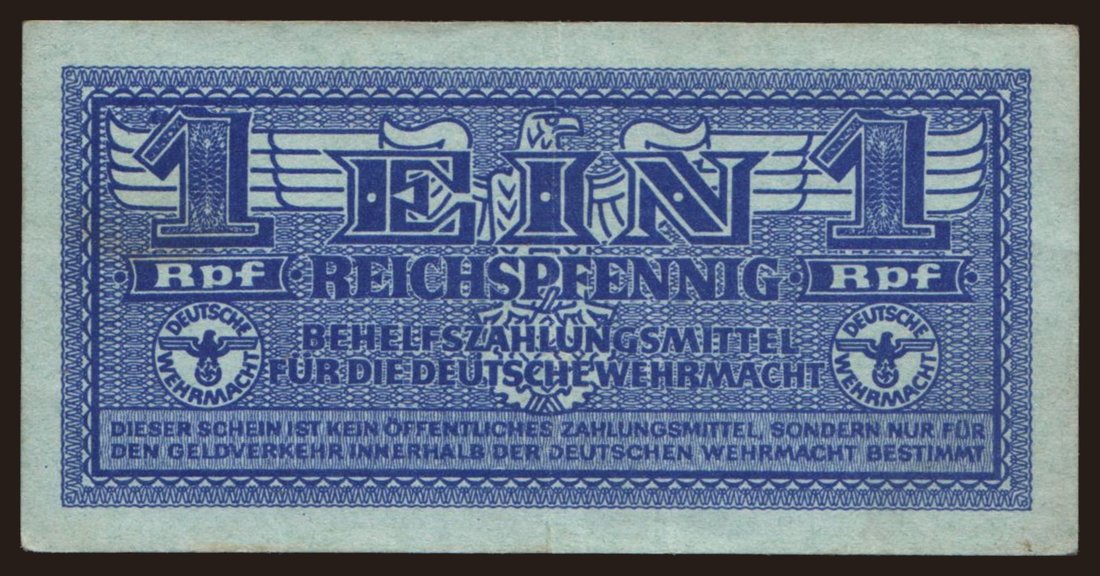 1 EIN 1
Rpf REICHSPFENNIG Rpf
DEUTSCHE WEHRMACHT
BEHELFSZAHLUNGSMITTEL
FÜR DIE DEUTSCHE WEHRMACHT
DEUTSCHE WEHRMACHT
DIESER SCHEIN IST KEIN ÖFFENTLICHES ZAHLUNGSMITTEL, SONDERN NUR FÜR
DEN GELDVERKEHR INNERHALB DER DEUTSCHEN WEHRMACHT BESTIMMT